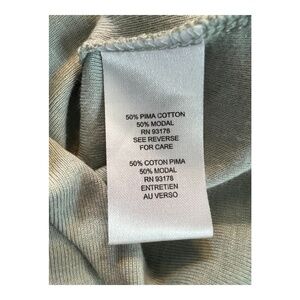 50% PIMA COTTON
50% MODAL
RN 93178
SEE REVERSE
FOR CARE
50% COTON PIMA
50% MODAL
RN 93178
ENTRETIEN
AU VERSO